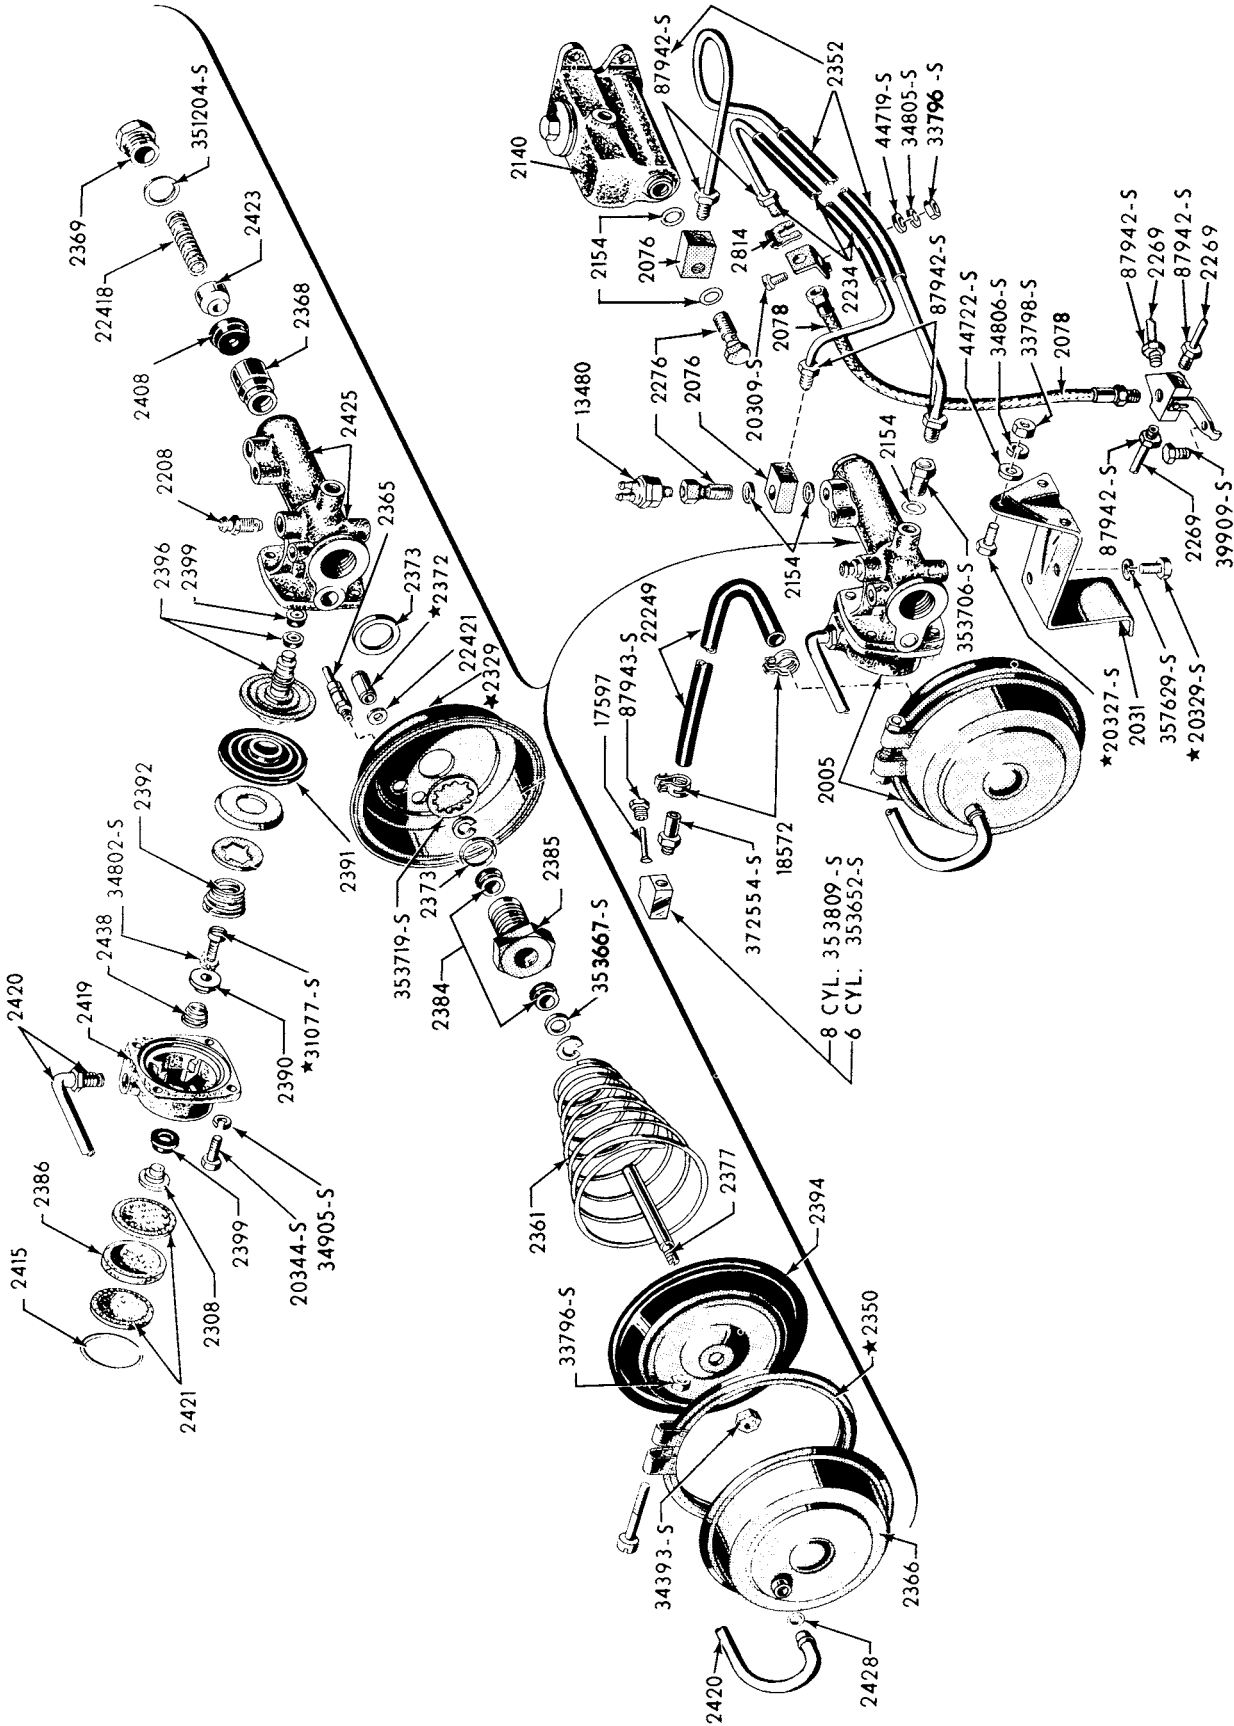 2420
2419
2438
34802-S
2392
2396
2399
2208
2408
22418
2369
351204-S
2423
2368
2425
2365
2373
★2372
22421
★2329
2391
2415
2386
2421
2308
2399
20344-S
34905-S
2390
★31077-S
353719-S
2373
2384
2385
353667-S
2361
2377
2394
33796-S
★2350
34393-S
2366
2420
2428
2140
87942-S
2352
44719-S
34805-S
33796-S
2154
2076
2814
2234
87942-S
2078
20309-S
2276
2076
13480
2154
2154
353706-S
44722-S
34806-S
33798-S
2078
87942-S
2269
87942-S
2269
87942-S
2269
39909-S
★20327-S
2031
357629-S
★20329-S
17597
87943-S
22249
2005
18572
372554-S
8 CYL. 353809-S
6 CYL. 353652-S